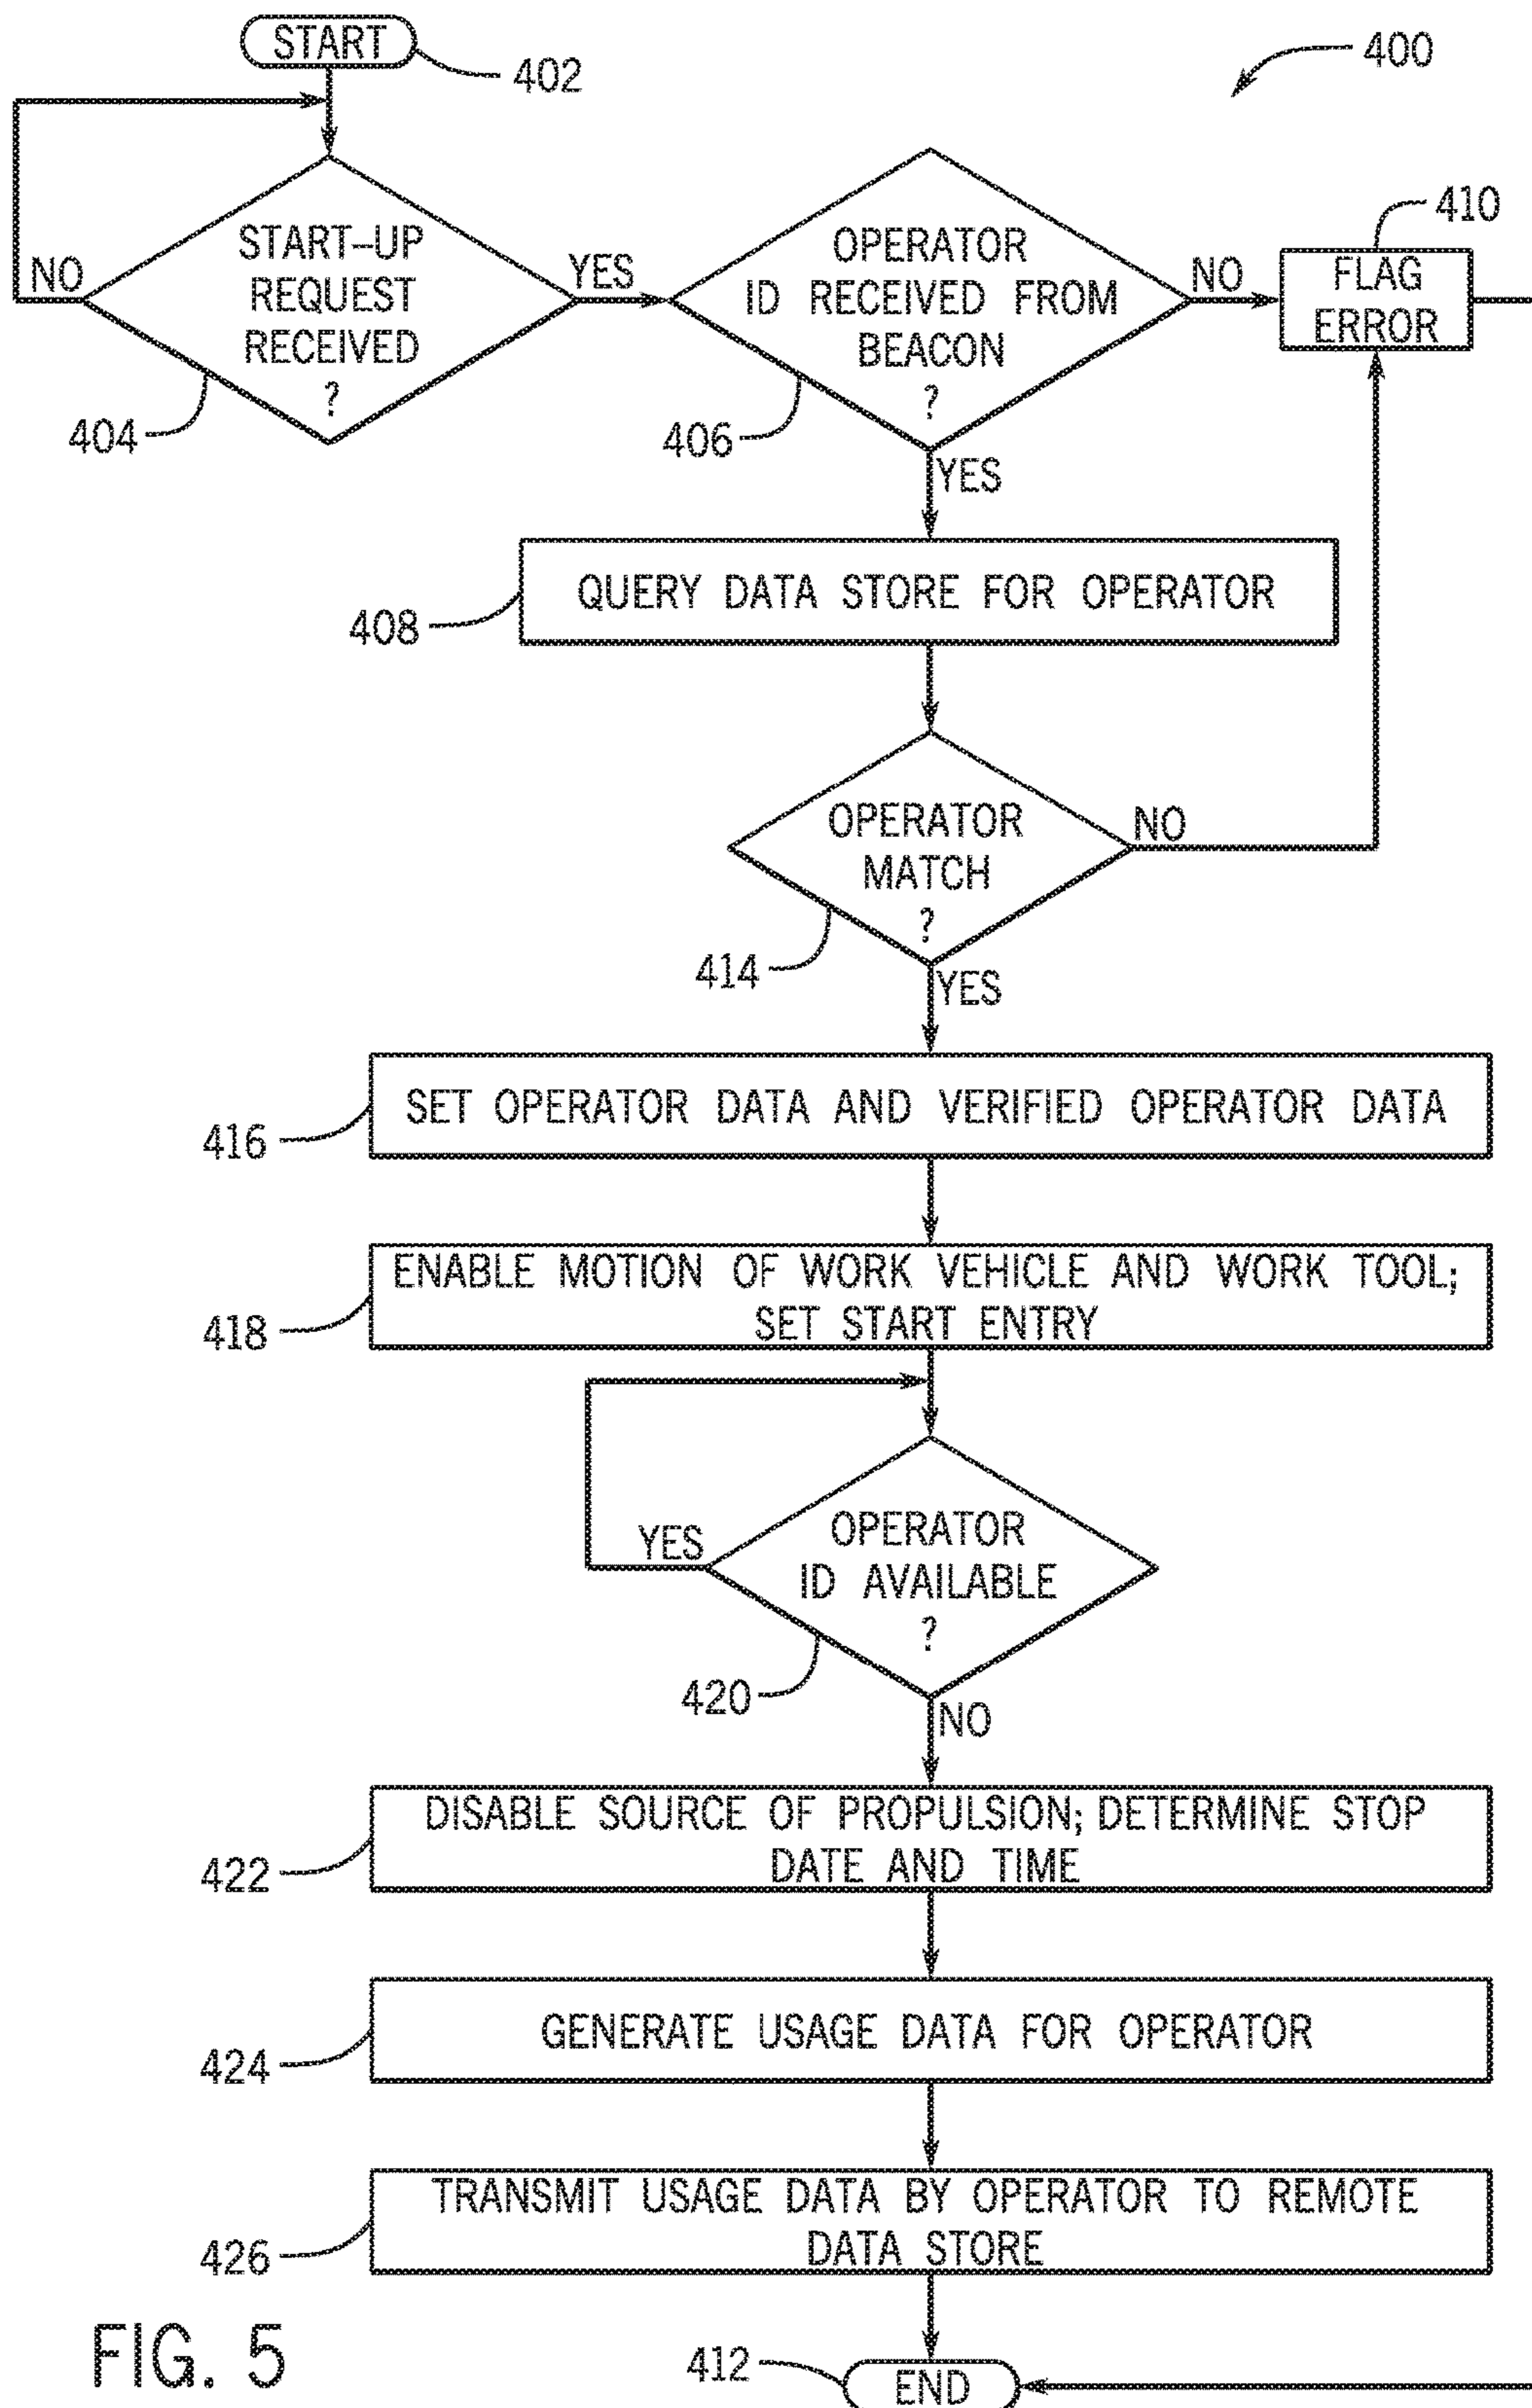 START
402
400
START-UP
REQUEST
RECEIVED
?
NO
YES
404
OPERATOR
ID RECEIVED FROM
BEACON
?
NO
YES
406
410
FLAG
ERROR
QUERY DATA STORE FOR OPERATOR
408
OPERATOR
MATCH
?
NO
414
YES
SET OPERATOR DATA AND VERIFIED OPERATOR DATA
416
ENABLE MOTION OF WORK VEHICLE AND WORK TOOL;
SET START ENTRY
418
YES
OPERATOR
ID AVAILABLE
?
420
NO
DISABLE SOURCE OF PROPULSION; DETERMINE STOP
DATE AND TIME
422
GENERATE USAGE DATA FOR OPERATOR
424
TRANSMIT USAGE DATA BY OPERATOR TO REMOTE
DATA STORE
426
412
END
FIG. 5